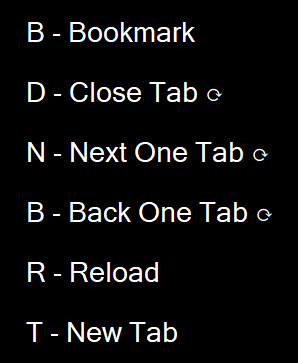 B - Bookmark
D - Close Tab ⟳
N - Next One Tab ⟳
B - Back One Tab ⟳
R - Reload
T - New Tab